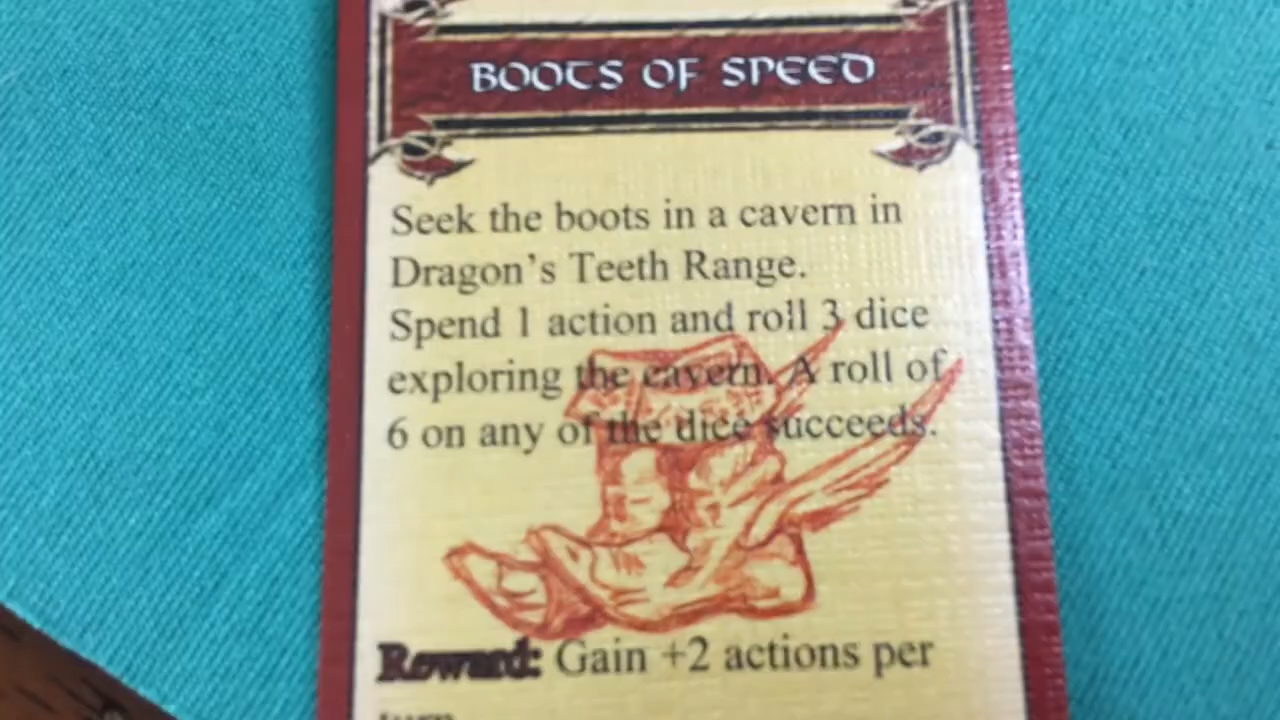 BOOTS OF SPEED
Seek the boots in a cavern in
Dragon's Teeth Range.
Spend 1 action and roll 3 dice
exploring the cavern. A roll of
6 on any of the dice succeeds.
Reward: Gain +2 actions per